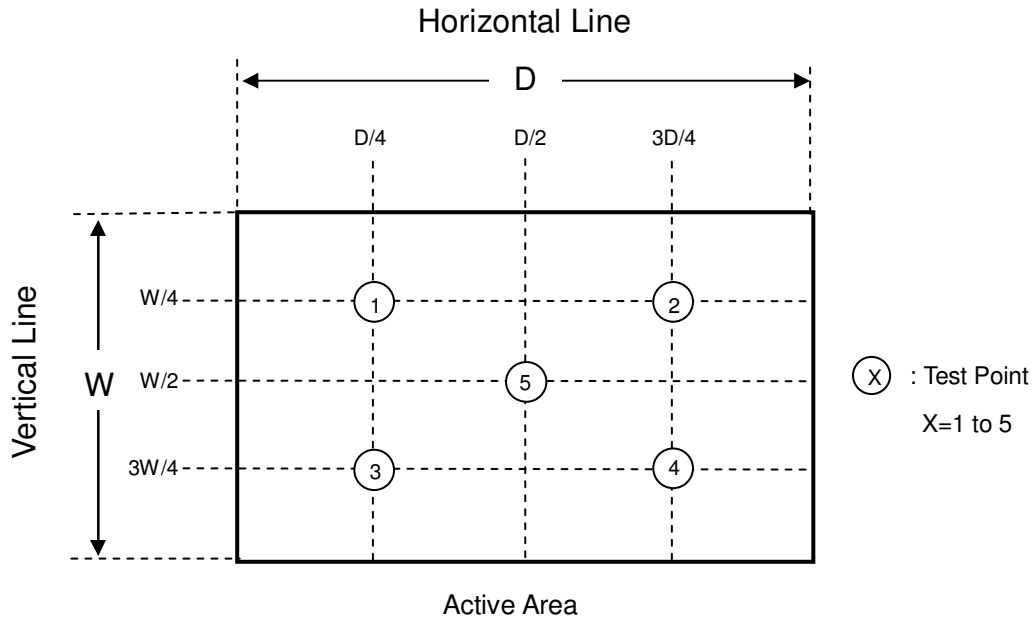 Horizontal Line
D
D/4
D/2
3D/4
Vertical Line
W
W/4
1
2
W/2
5
X
: Test Point
X=1 to 5
3W/4
3
4
Active Area